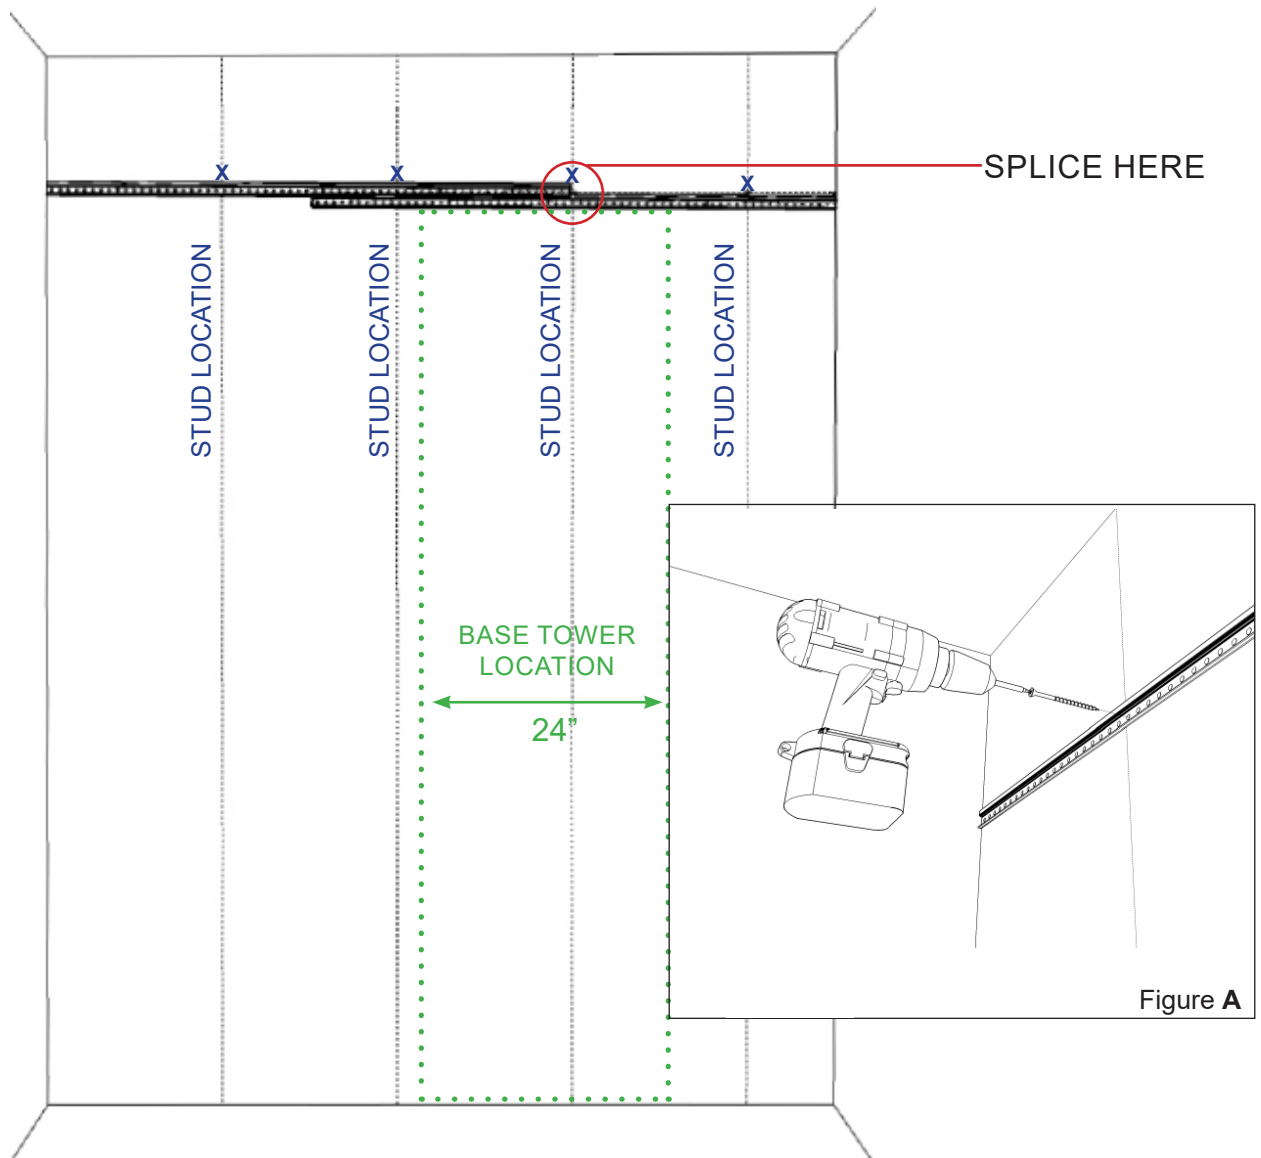 X X X X
SPLICE HERE
STUD LOCATION
STUD LOCATION
STUD LOCATION
STUD LOCATION
BASE TOWER
LOCATION
24”
Figure A